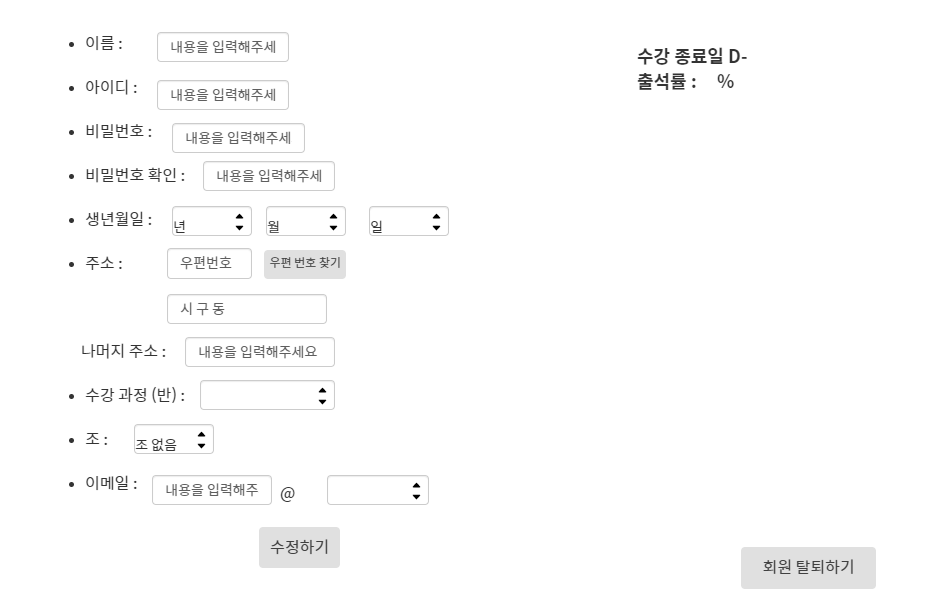 이름 : 내용을 입력해주세
아이디 : 내용을 입력해주세
비밀번호 : 내용을 입력해주세
비밀번호 확인 : 내용을 입력해주세
생년월일 : 년 월 일
주소 : 우편번호 우편 번호 찾기
시 구 동
나머지 주소 : 내용을 입력해주세요
수강 과정 (반) :
조 : 조 없음
이메일 : 내용을 입력해주 @
수정하기
수강 종료일 D-
출석률 : %
회원 탈퇴하기